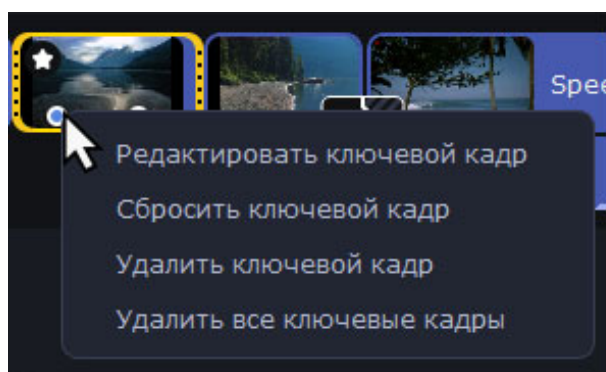 Spee
Редактировать ключевой кадр
Сбросить ключевой кадр
Удалить ключевой кадр
Удалить все ключевые кадры